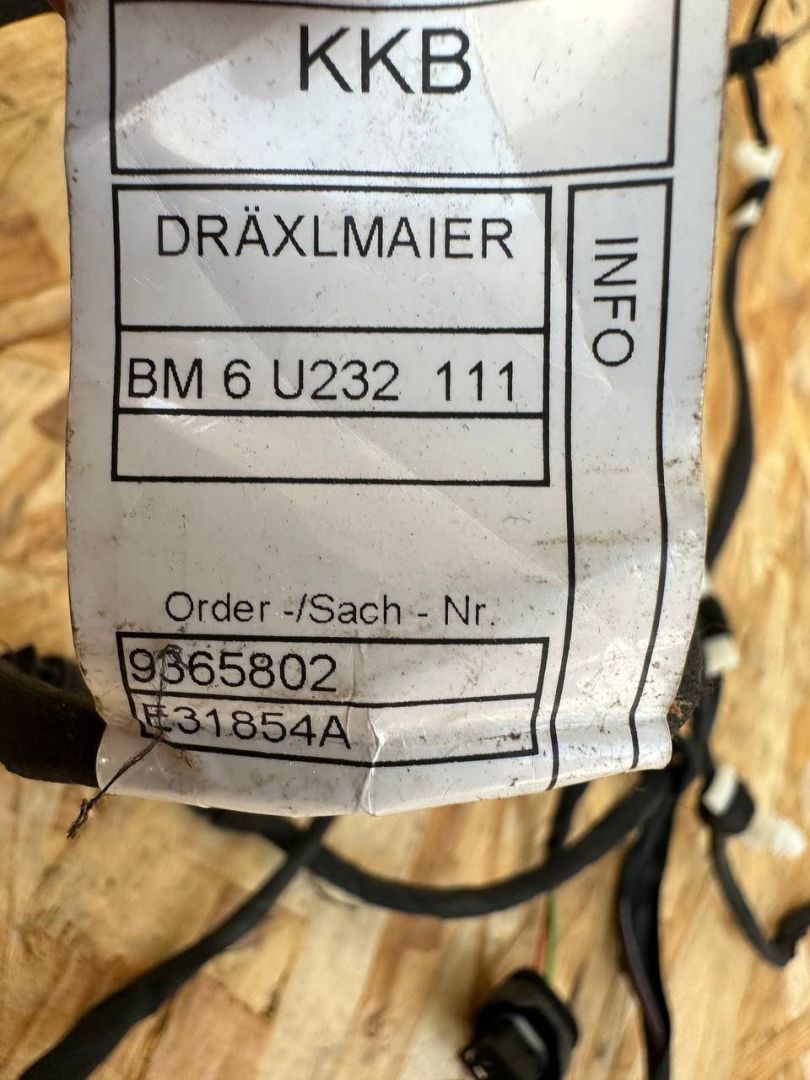 KKB
DRÄXLMAIER
INFO
BM 6 U232 111
Order -/Sach - Nr.
9365802
E31854A